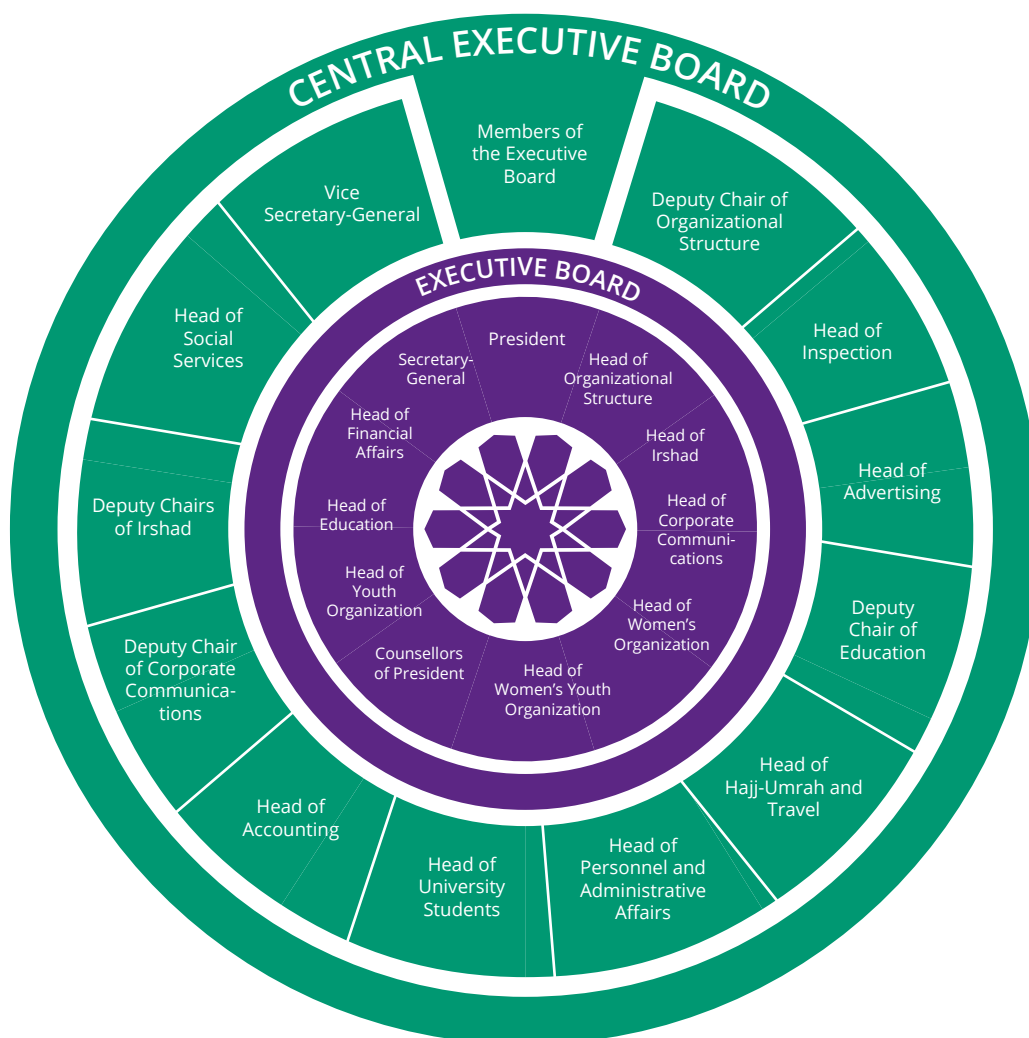 CENTRAL EXECUTIVE BOARD
Members of
the Executive
Board
Deputy Chair of
Organizational
Structure
Head of
Inspection
Head of
Advertising
Deputy
Chair of
Education
Head of
Hajj-Umrah and
Travel
Head of
Personnel and
Administrative
Affairs
Head of
University
Students
Head of
Accounting
Deputy Chair
of Corporate
Communica-
tions
Deputy Chairs
of Irshad
Head of
Social
Services
Vice
Secretary-General
EXECUTIVE BOARD
President
Head of
Organizational
Structure
Head of
Irshad
Head of
Corporate
Communi-
cations
Head of
Women's
Organization
Head of
Women's Youth
Organization
Counsellors
of President
Head of
Youth
Organization
Head of
Education
Head of
Financial
Affairs
Secretary-
General